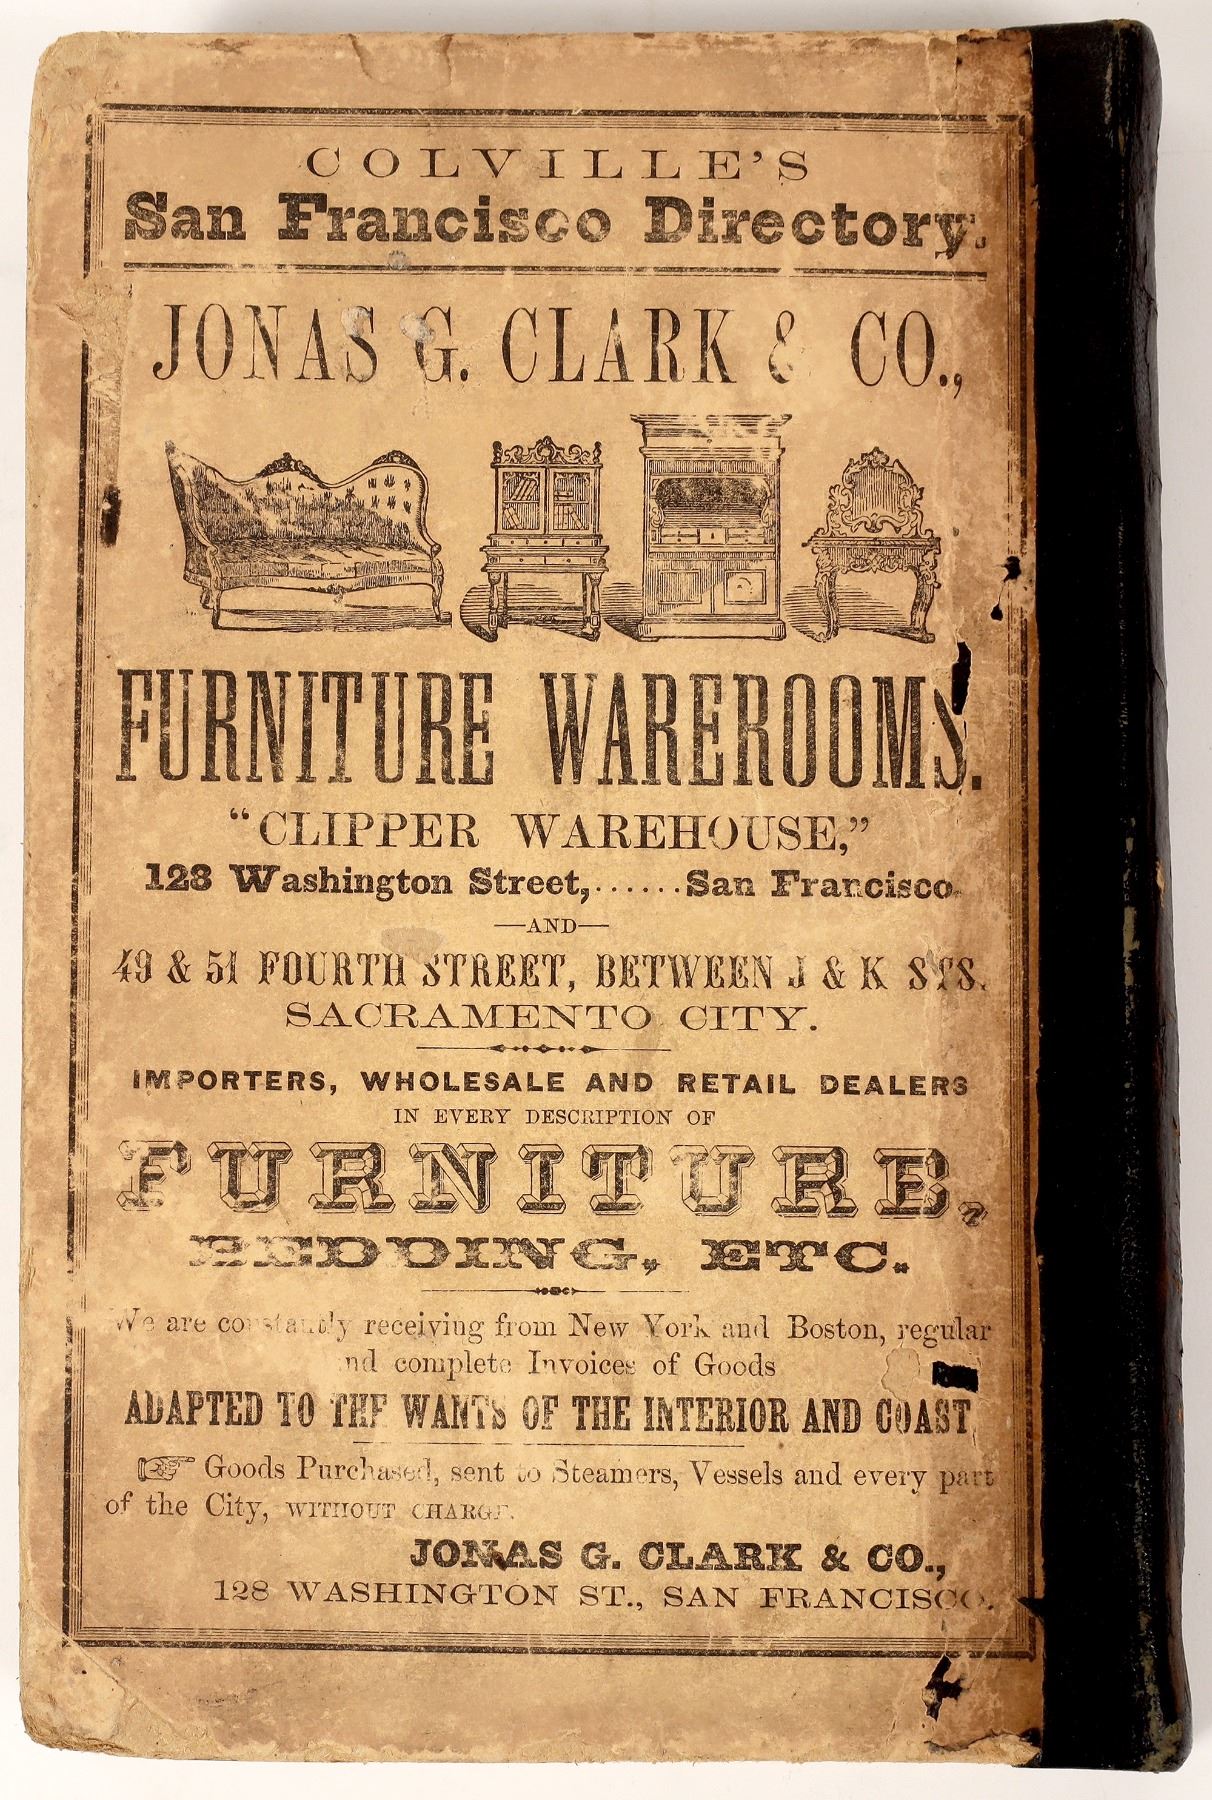 COLVILLE'S
San Francisco Directory.
JONAS G. CLARK & CO.,
FURNITURE WAREROOMS.
"CLIPPER WAREHOUSE,"
128 Washington Street,......San Francisco
—AND—
49 & 51 FOURTH STREET, BETWEEN J & K STS.
SACRAMENTO CITY.
IMPORTERS, WHOLESALE AND RETAIL DEALERS
IN EVERY DESCRIPTION OF
FURNITURE,
BEDDING, ETC.
We are constantly receiving from New York and Boston, regular
and complete Invoices of Goods
ADAPTED TO THE WANTS OF THE INTERIOR AND COAST
Goods Purchased, sent to Steamers, Vessels and every part
of the City, WITHOUT CHARGE.
JONAS G. CLARK & CO.,
128 WASHINGTON ST., SAN FRANCISCO.